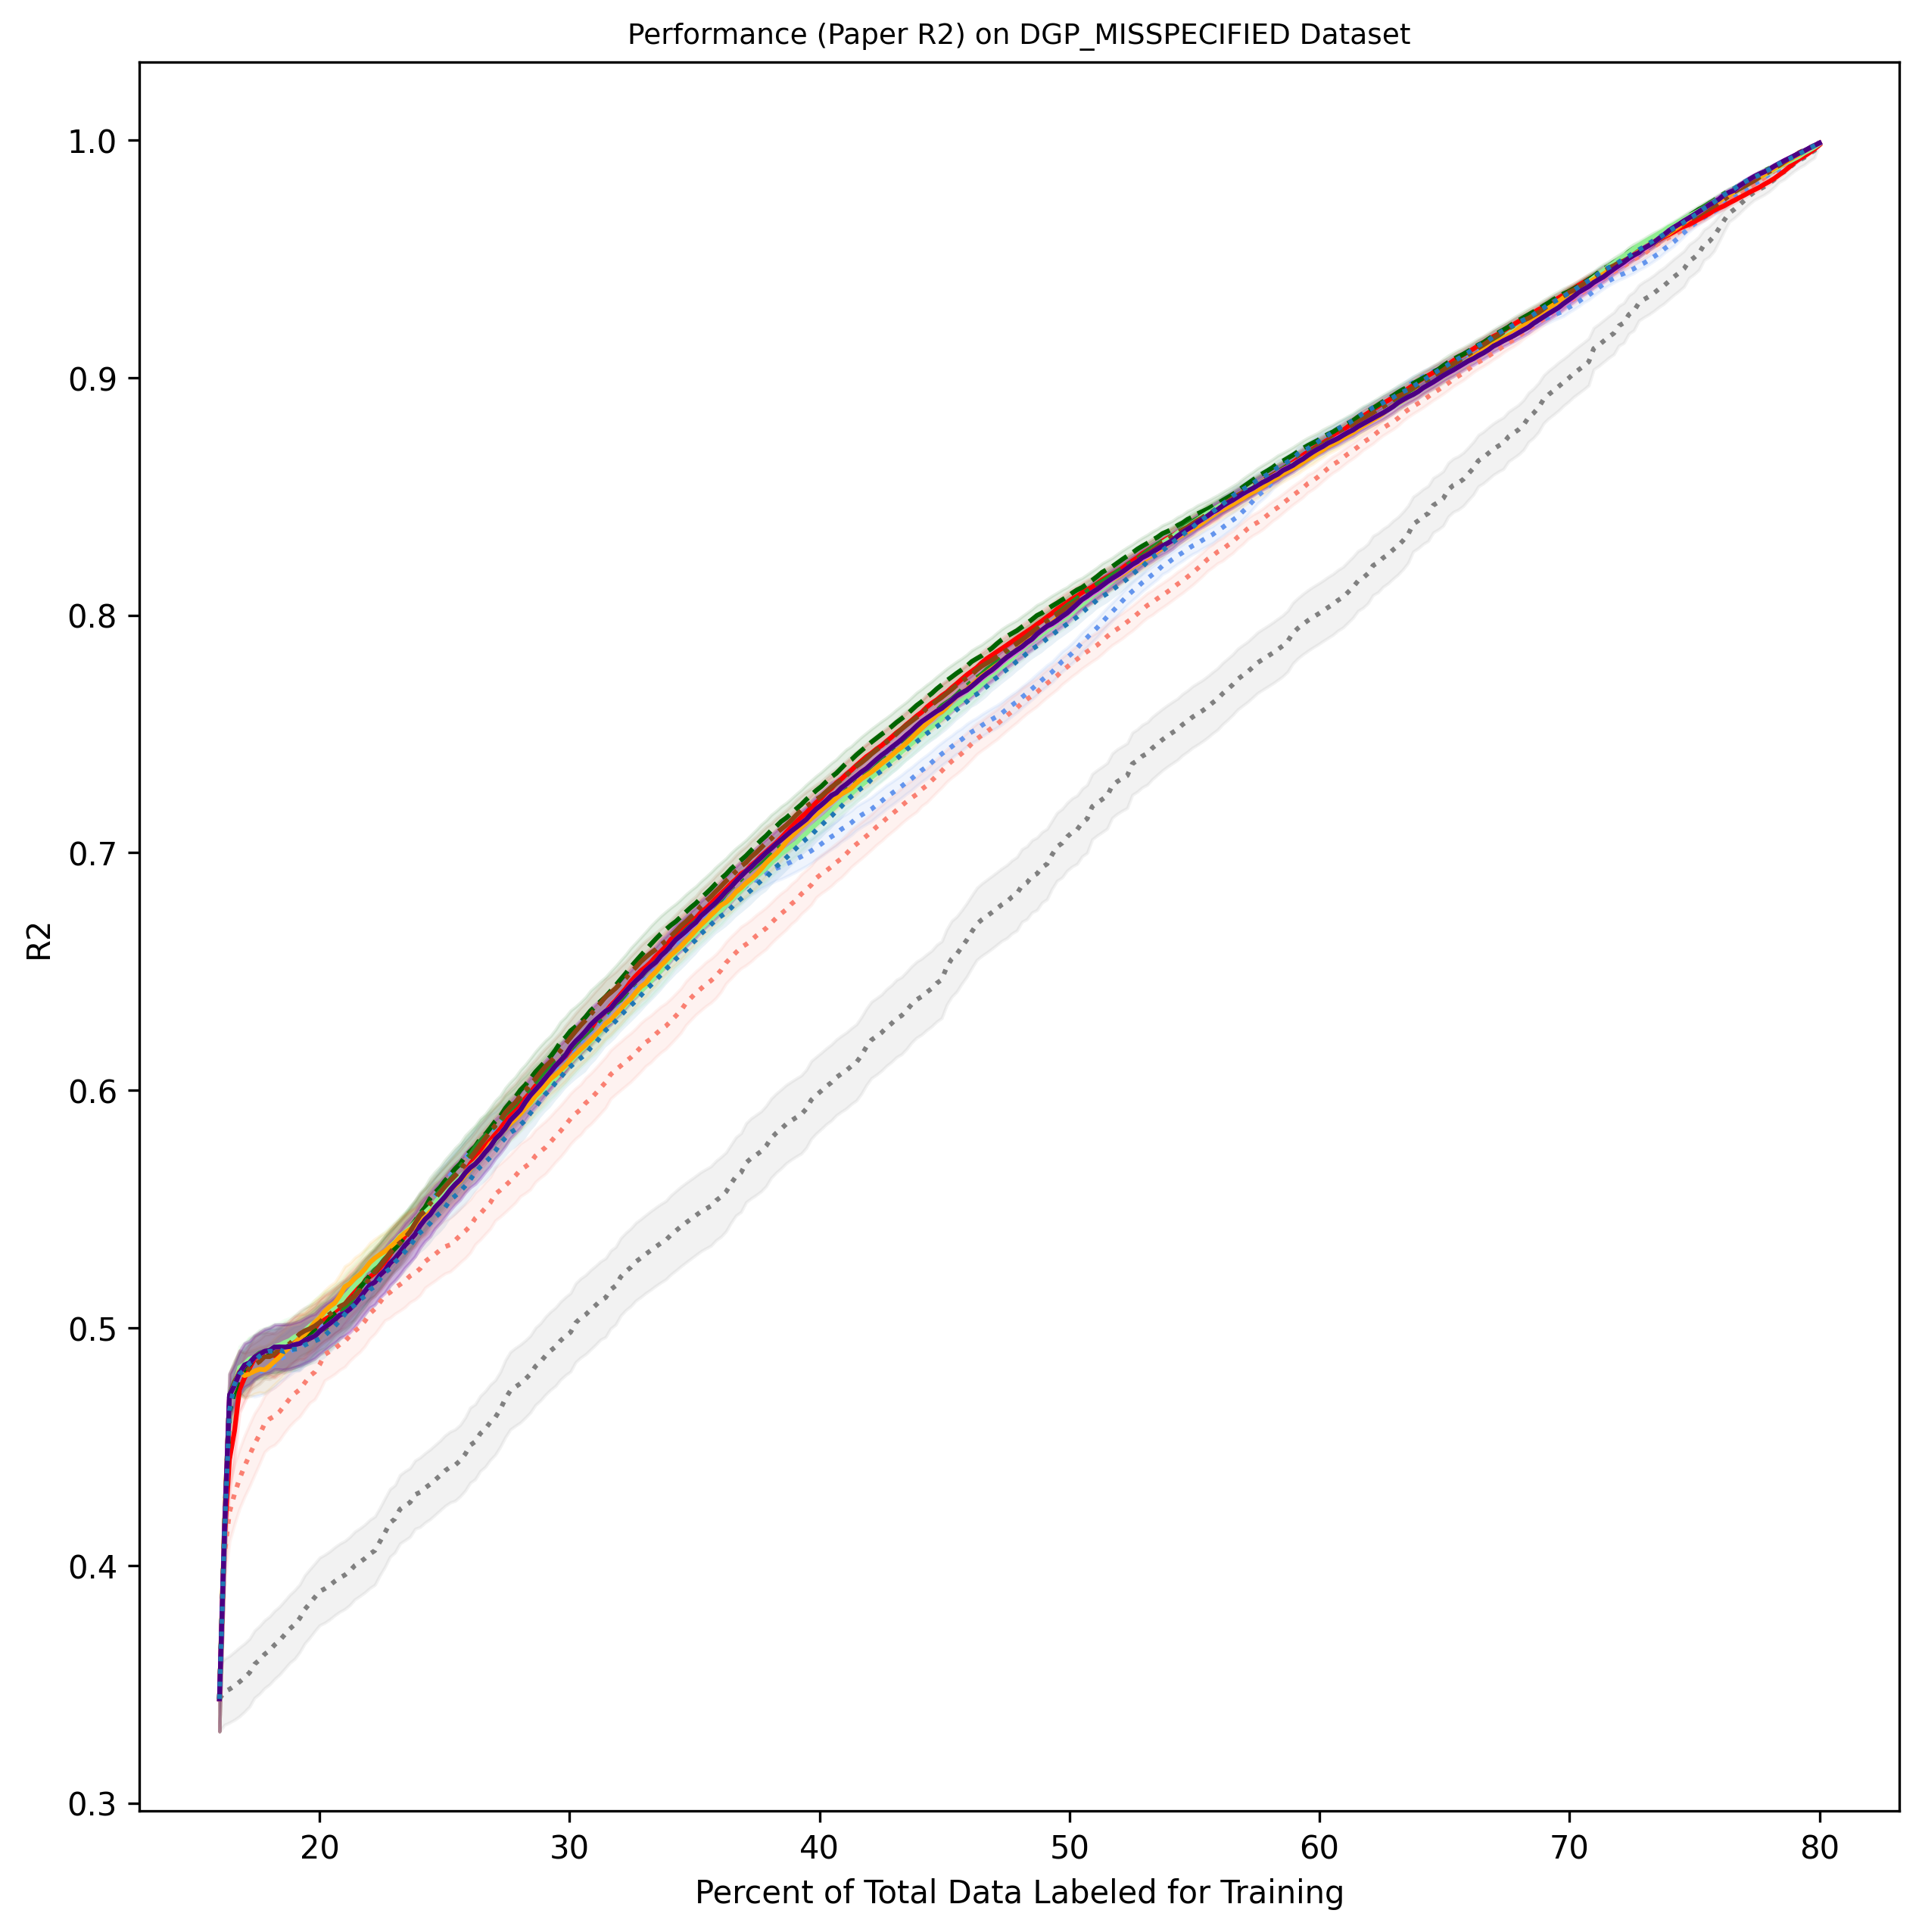 Performance (Paper R2) on DGP_MISSPECIFIED Dataset
1.0
0.9
0.8
0.7
0.6
0.5
0.4
0.3
R2
20 30 40 50 60 70 80
Percent of Total Data Labeled for Training